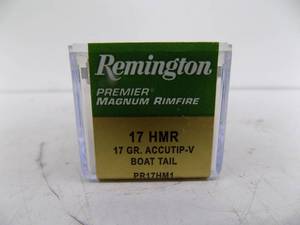 Remington
PREMIER
MAGNUM RIMFIRE
17 HMR
17 GR. ACCUTIP-V
BOAT TAIL
PR17HM1